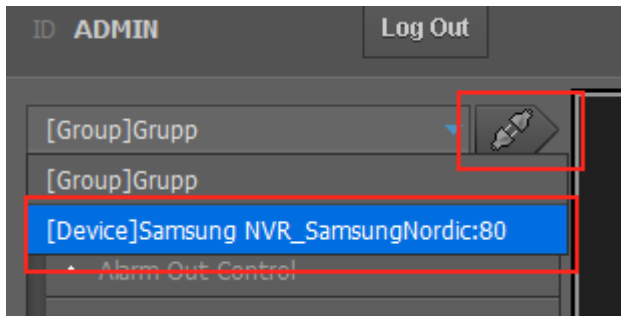 ID ADMIN Log Out
[Group]Grupp
[Group]Grupp
[Device]Samsung NVR_SamsungNordic:80
Alarm Out Control